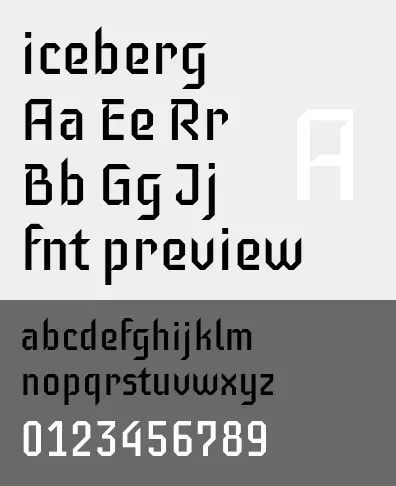 iceberg
Aa Ee Rr
A
Bb Gg Jj
fnt preview
abcdefghijklm
nopqrstuvwxyz
0123456789